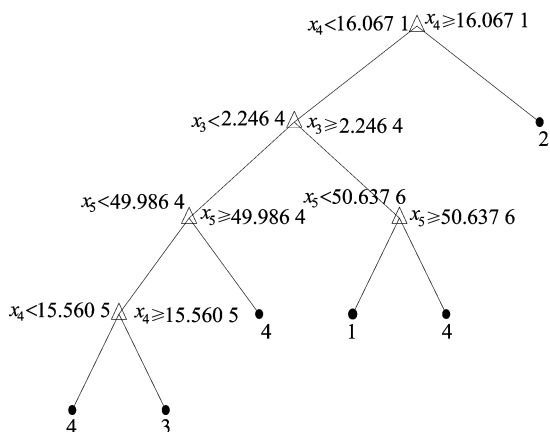 x4<16.067 1 x4≥16.067 1
x3<2.246 4 x3≥2.246 4
2
x5<49.986 4 x5≥49.986 4 x5<50.637 6 x5≥50.637 6
x4<15.560 5 x4≥15.560 5 4 1 4
4 3